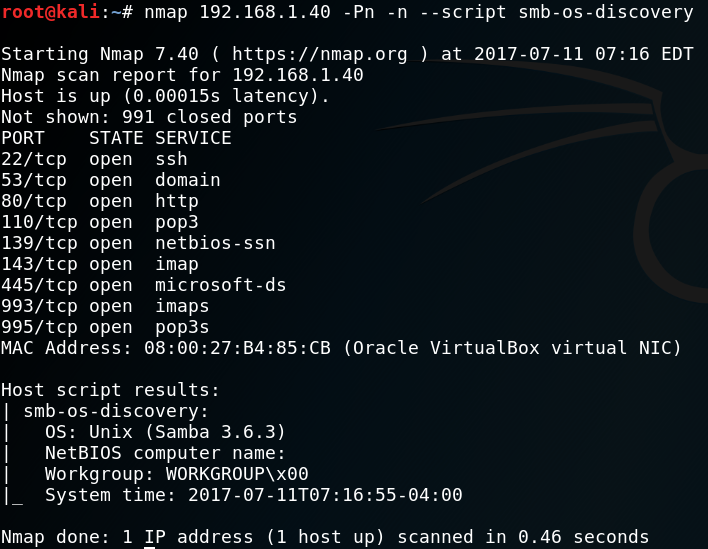 root@kali:~# nmap 192.168.1.40 -Pn -n --script smb-os-discovery
Starting Nmap 7.40 ( https://nmap.org ) at 2017-07-11 07:16 EDT
Nmap scan report for 192.168.1.40
Host is up (0.00015s latency).
Not shown: 991 closed ports
PORT    STATE SERVICE
22/tcp  open  ssh
53/tcp  open  domain
80/tcp  open  http
110/tcp open  pop3
139/tcp open  netbios-ssn
143/tcp open  imap
445/tcp open  microsoft-ds
993/tcp open  imaps
995/tcp open  pop3s
MAC Address: 08:00:27:B4:85:CB (Oracle VirtualBox virtual NIC)
Host script results:
| smb-os-discovery:
|   OS: Unix (Samba 3.6.3)
|   NetBIOS computer name:
|   Workgroup: WORKGROUP\x00
|_  System time: 2017-07-11T07:16:55-04:00
Nmap done: 1 IP address (1 host up) scanned in 0.46 seconds